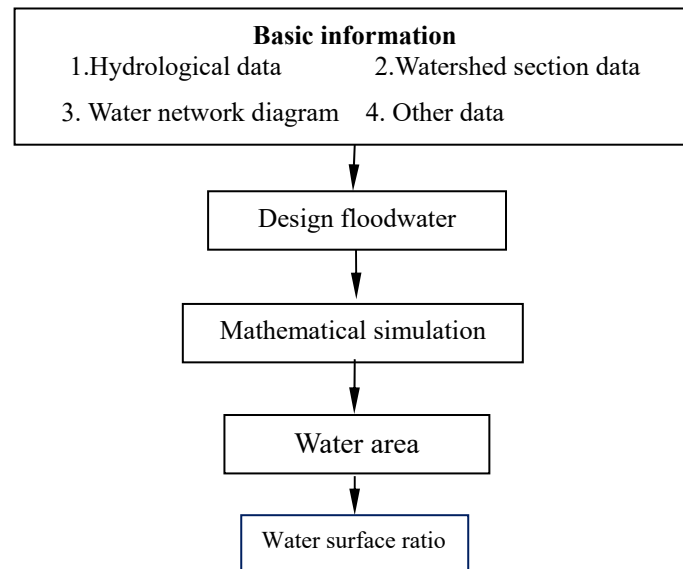 Basic information
1.Hydrological data 2.Watershed section data
3. Water network diagram 4. Other data
Design floodwater
Mathematical simulation
Water area
Water surface ratio